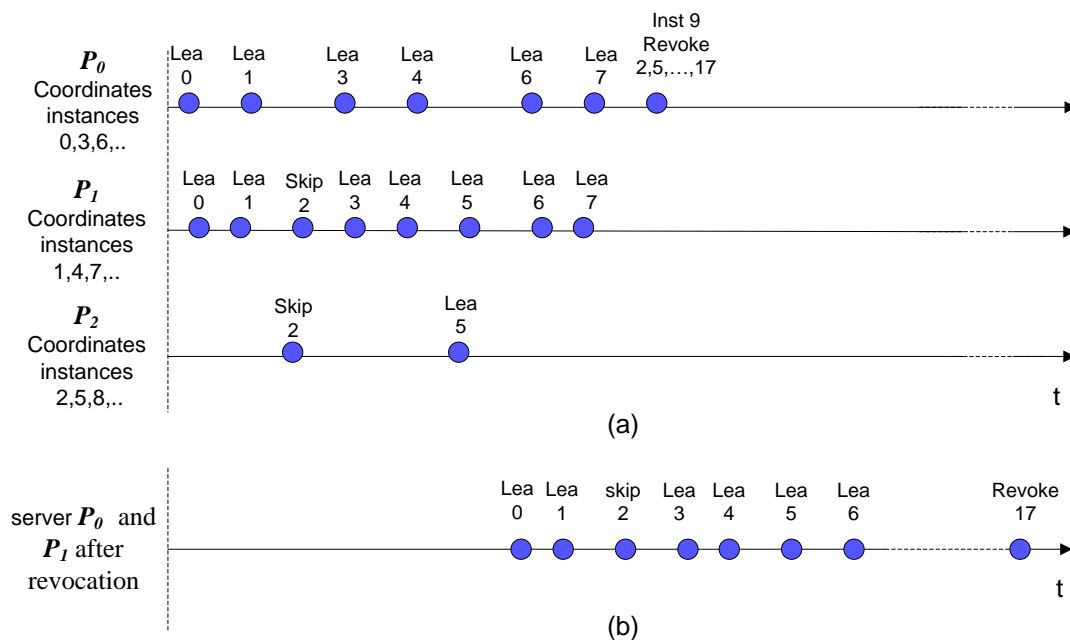 P0
Coordinates
instances
0,3,6,..
Lea
0
Lea
1
Lea
3
Lea
4
Lea
6
Lea
7
Inst 9
Revoke
2,5,...,17
P1
Coordinates
instances
1,4,7,..
Lea
0
Lea
1
Skip
2
Lea
3
Lea
4
Lea
5
Lea
6
Lea
7
P2
Coordinates
instances
2,5,8,..
Skip
2
Lea
5
t
(a)
server P0 and
P1 after
revocation
Lea
0
Lea
1
skip
2
Lea
3
Lea
4
Lea
5
Lea
6
Revoke
17
t
(b)